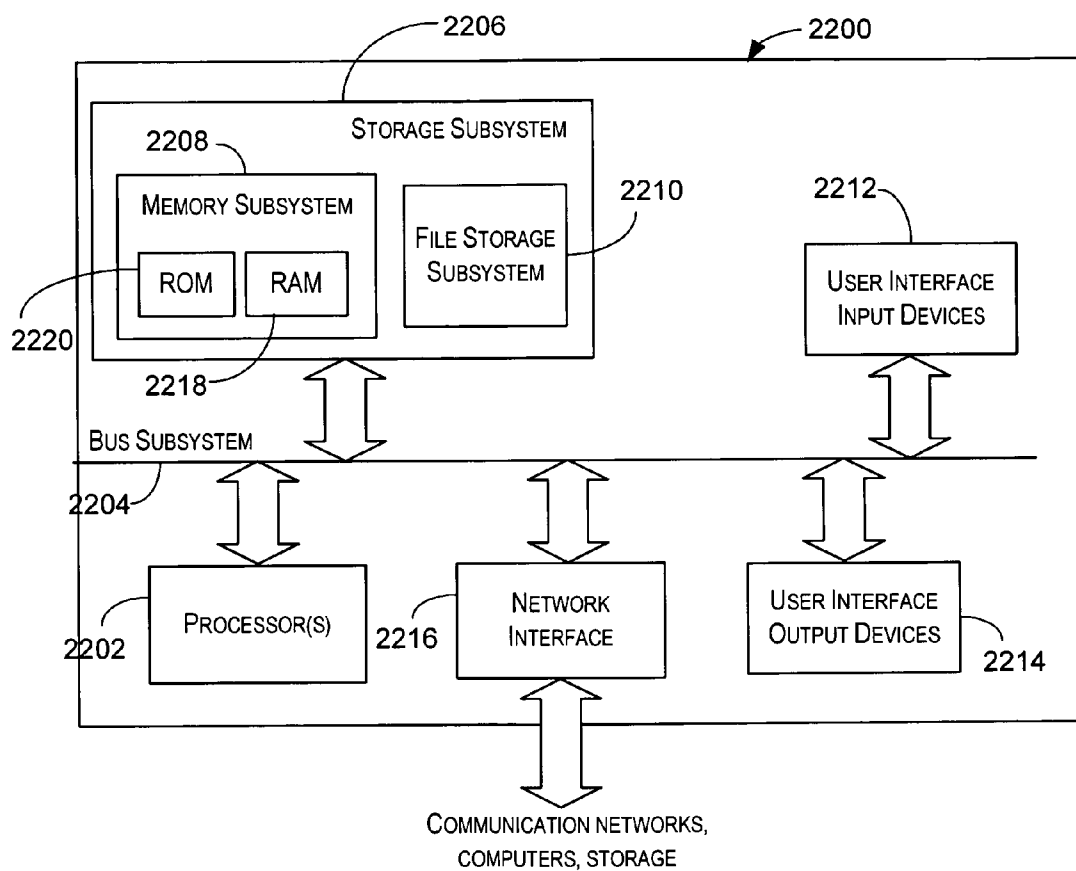 2206
2200
STORAGE SUBSYSTEM
2208
MEMORY SUBSYSTEM
ROM
RAM
2220
2218
FILE STORAGE
SUBSYSTEM
2210
2212
USER INTERFACE
INPUT DEVICES
BUS SUBSYSTEM
2204
PROCESSOR(S)
2202
NETWORK
INTERFACE
2216
USER INTERFACE
OUTPUT DEVICES
2214
COMMUNICATION NETWORKS,
COMPUTERS, STORAGE